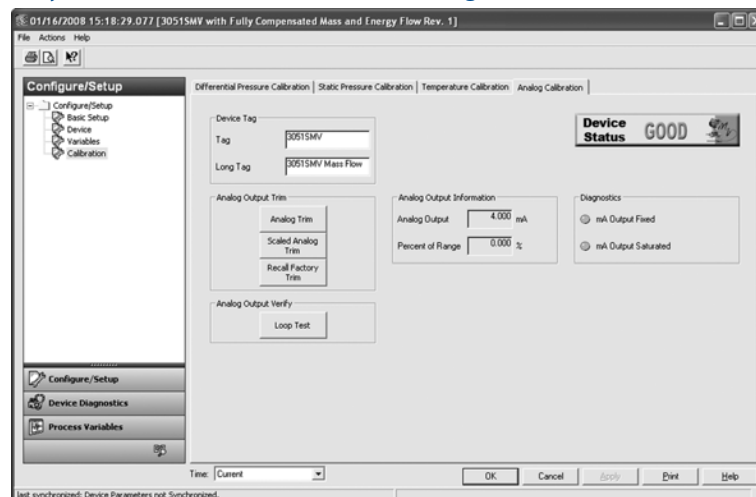 01/16/2008 15:18:29.077 [3051SMV with Fully Compensated Mass and Energy Flow Rev. 1]
File Actions Help
Configure/Setup
Configure/Setup
Basic Setup
Device
Variables
Calibration
Configure/Setup
Device Diagnostics
Process Variables
Differential Pressure Calibration | Static Pressure Calibration | Temperature Calibration | Analog Calibration
Device Tag
Tag 3051SMV
Long Tag 3051SMV Mass Flow
Device Status GOOD
Analog Output Trim
Analog Trim
Scaled Analog
Trim
Recall Factory
Trim
Analog Output Verify
Loop Test
Analog Output Information
Analog Output 4.000 mA
Percent of Range 0.000 %
Diagnostics
mA Output Fixed
mA Output Saturated
Time: Current
OK Cancel Apply Print Help
last synchronized: Device Parameters not Synchronized.